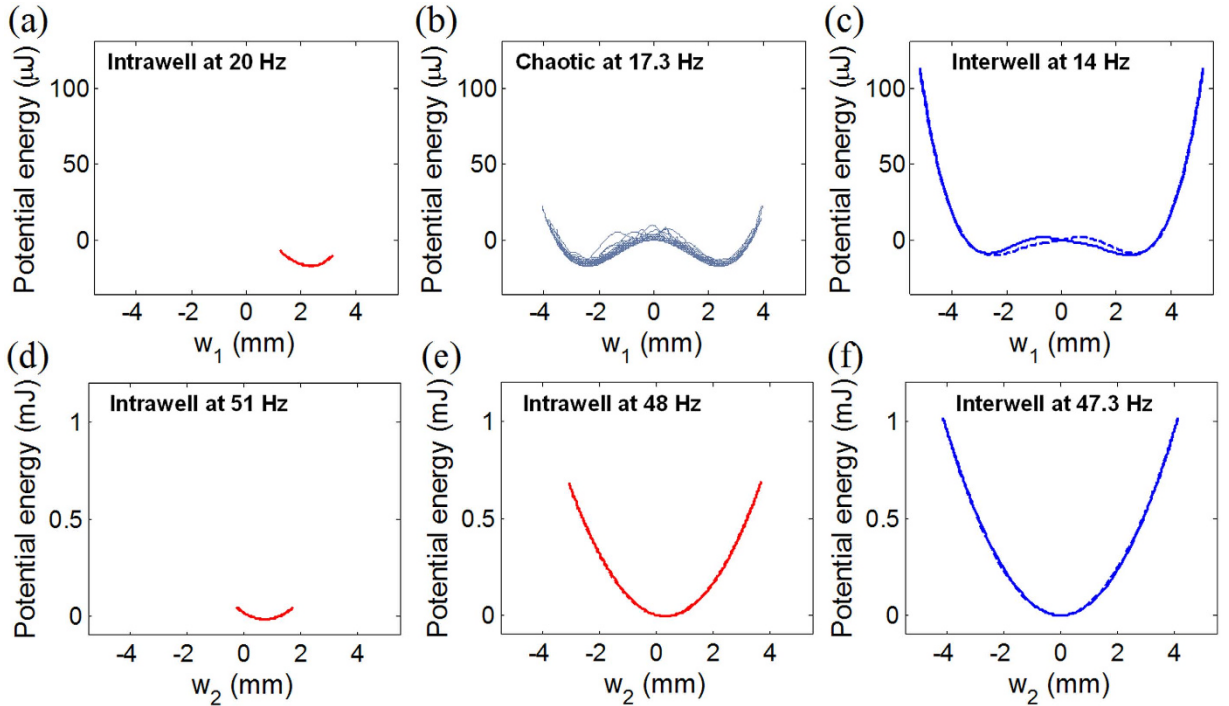 (a)
Intrawell at 20 Hz
Potential energy (μJ)
100
50
0
-4 -2 0 2 4
w1 (mm)
(b)
Chaotic at 17.3 Hz
Potential energy (μJ)
100
50
0
-4 -2 0 2 4
w1 (mm)
(c)
Interwell at 14 Hz
Potential energy (μJ)
100
50
0
-4 -2 0 2 4
w1 (mm)
(d)
Intrawell at 51 Hz
Potential energy (mJ)
1
0.5
0
-4 -2 0 2 4
w2 (mm)
(e)
Intrawell at 48 Hz
Potential energy (mJ)
1
0.5
0
-4 -2 0 2 4
w2 (mm)
(f)
Interwell at 47.3 Hz
Potential energy (mJ)
1
0.5
0
-4 -2 0 2 4
w2 (mm)